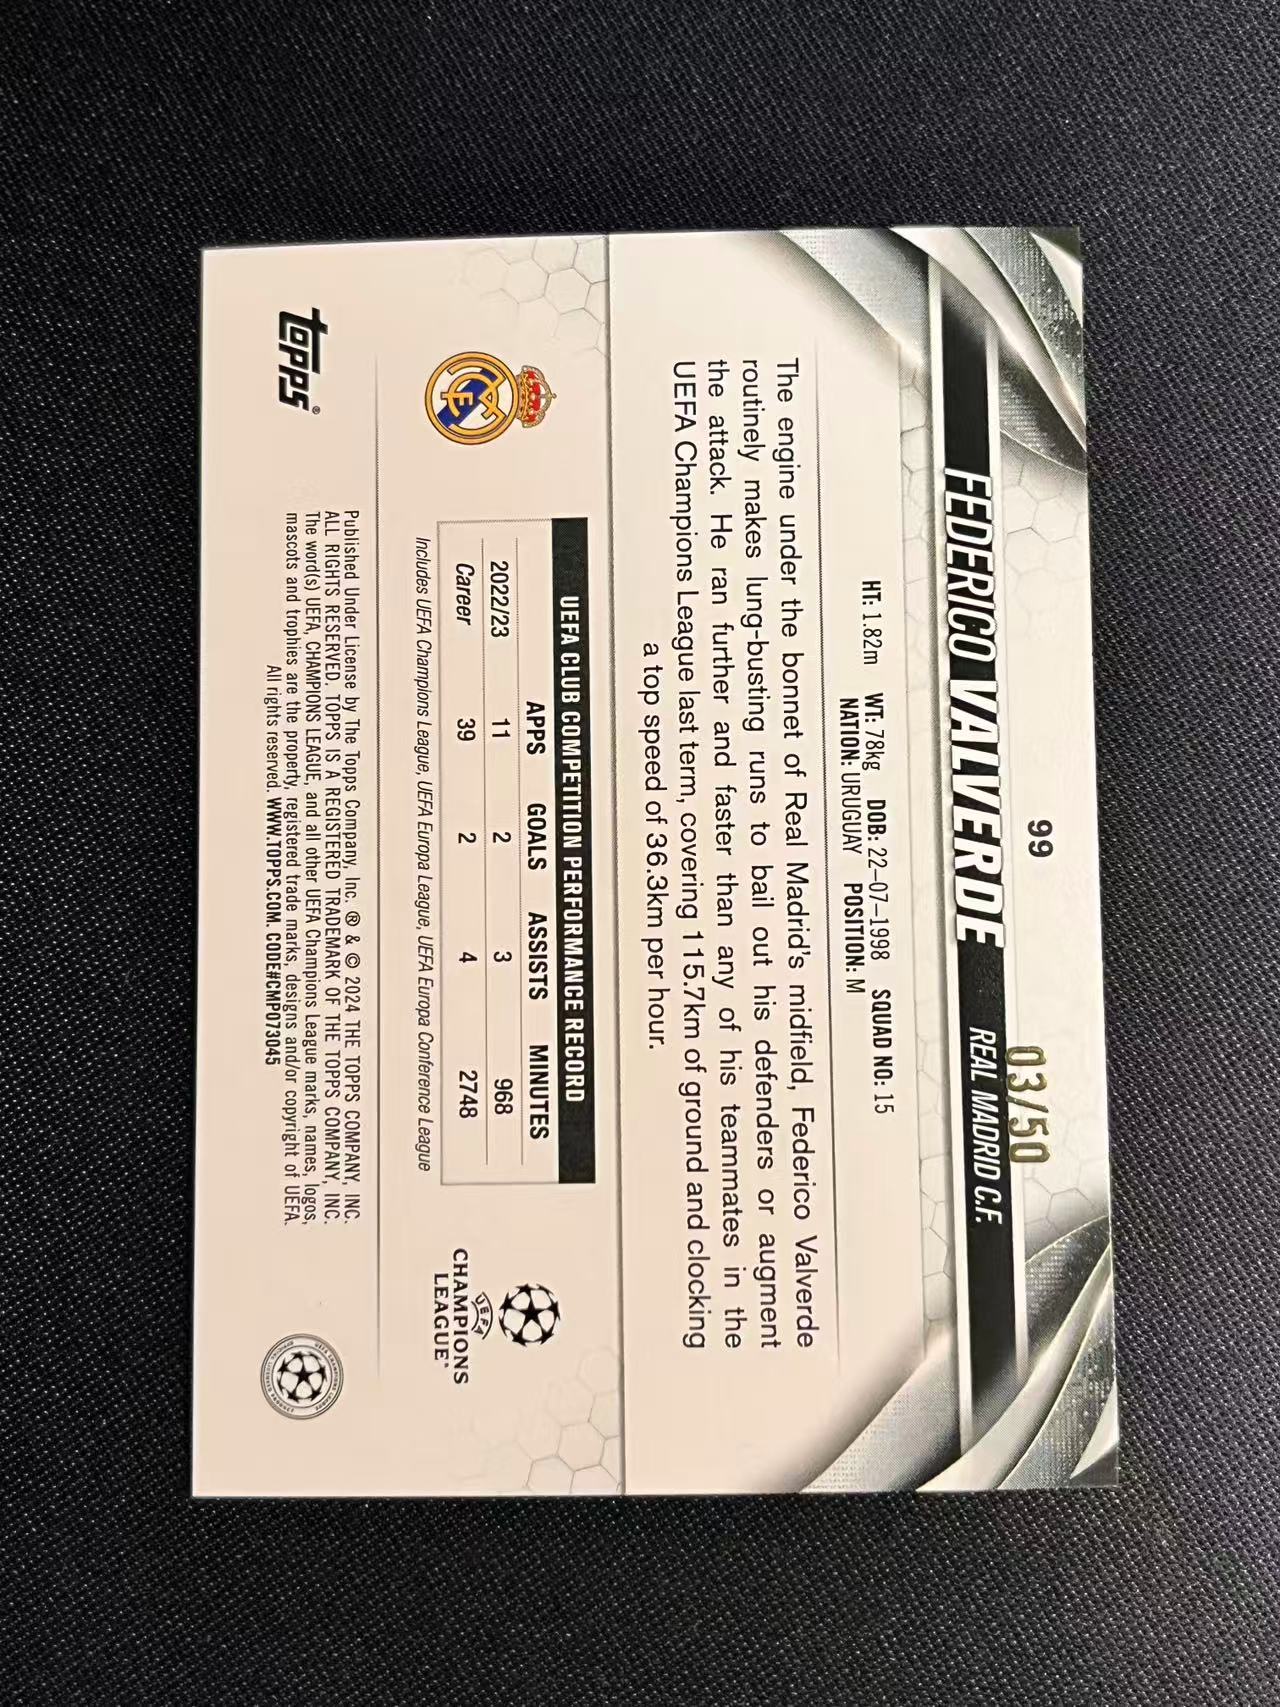 99
03/50
FEDERICO VALVERDE REAL MADRID C.F.
HT: 1.82m WT: 78kg DOB: 22-07-1998 SQUAD NO: 15
NATION: URUGUAY POSITION: M
The engine under the bonnet of Real Madrid's midfield, Federico Valverde
routinely makes lung-busting runs to bail out his defenders or augment
the attack. He ran further and faster than any of his teammates in the
UEFA Champions League last term, covering 115.7km of ground and clocking
a top speed of 36.3km per hour.
UEFA CLUB COMPETITION PERFORMANCE RECORD
APPS GOALS ASSISTS MINUTES
2022/23 11 2 3 968
Career 39 2 4 2748
Includes UEFA Champions League, UEFA Europa League, UEFA Europa Conference League
UEFA
CHAMPIONS
LEAGUE
topps®
Published Under License by The Topps Company, Inc. ® & © 2024 THE TOPPS COMPANY, INC.
ALL RIGHTS RESERVED. TOPPS IS A REGISTERED TRADEMARK OF THE TOPPS COMPANY, INC.
The word(s) UEFA, CHAMPIONS LEAGUE, and all other UEFA Champions League marks, names, logos,
mascots and trophies are the property, registered trade marks, designs and/or copyright of UEFA.
All rights reserved. WWW.TOPPS.COM. CODE#CMP073045